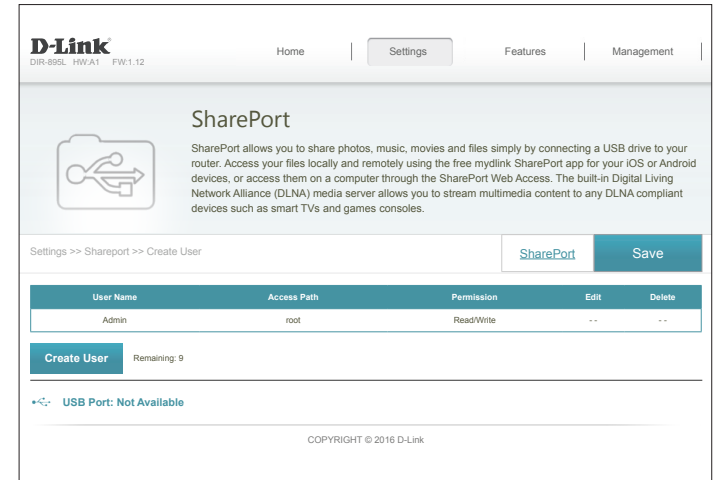 D-Link®
DIR-895L HW:A1 FW:1.12
Home
Settings
Features
Management
SharePort
SharePort allows you to share photos, music, movies and files simply by connecting a USB drive to your
router. Access your files locally and remotely using the free mydlink SharePort app for your iOS or Android
devices, or access them on a computer through the SharePort Web Access. The built-in Digital Living
Network Alliance (DLNA) media server allows you to stream multimedia content to any DLNA compliant
devices such as smart TVs and games consoles.
Settings >> Shareport >> Create User
SharePort
Save
User Name Access Path Permission Edit Delete
Admin root Read/Write -- --
Create User Remaining: 9
USB Port: Not Available
COPYRIGHT © 2016 D-Link